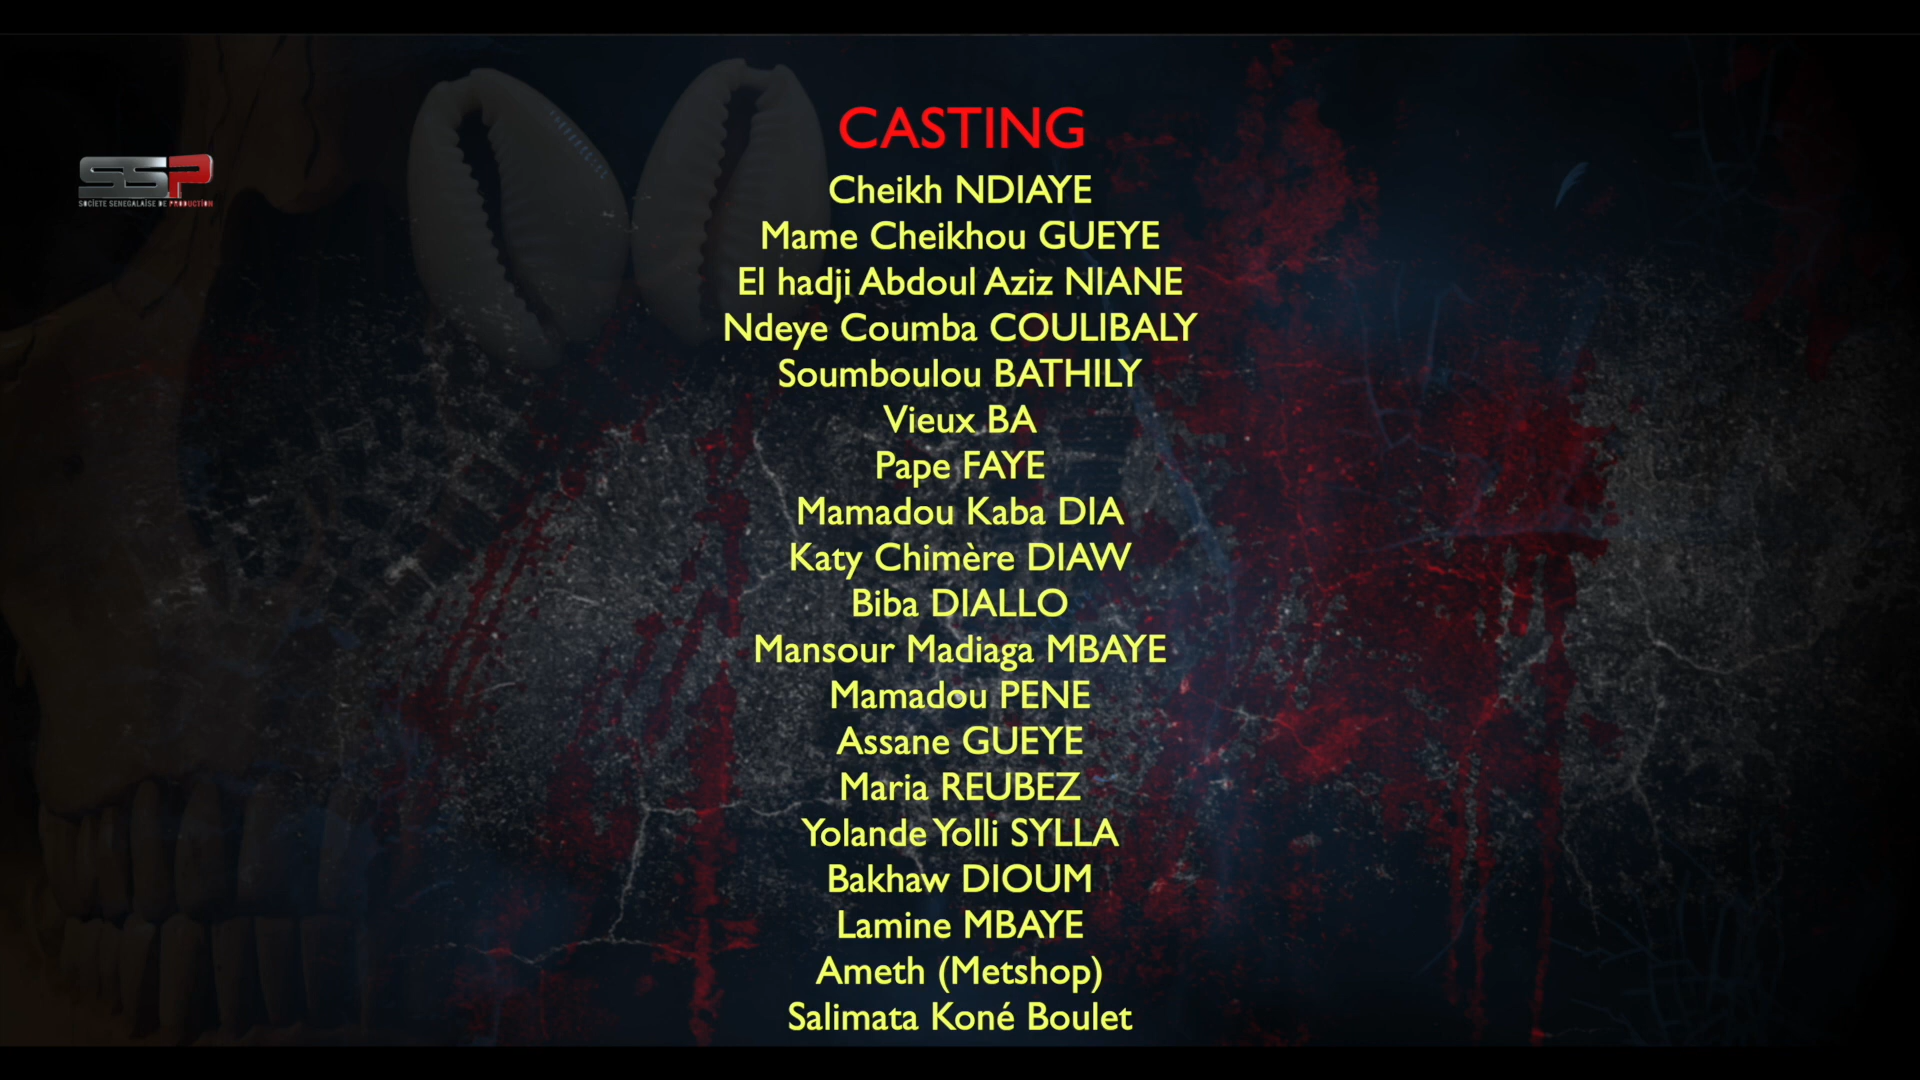 CASTING
SSP
SOCIETE SENEGALAISE DE PRODUCTION
Cheikh NDIAYE
Mame Cheikhou GUEYE
El hadji Abdoul Aziz NIANE
Ndeye Coumba COULIBALY
Soumboulou BATHILY
Vieux BA
Pape FAYE
Mamadou Kaba DIA
Katy Chimère DIAW
Biba DIALLO
Mansour Madiaga MBAYE
Mamadou PENE
Assane GUEYE
Maria REUBEZ
Yolande Yolli SYLLA
Bakhaw DIOUM
Lamine MBAYE
Ameth (Metshop)
Salimata Koné Boulet